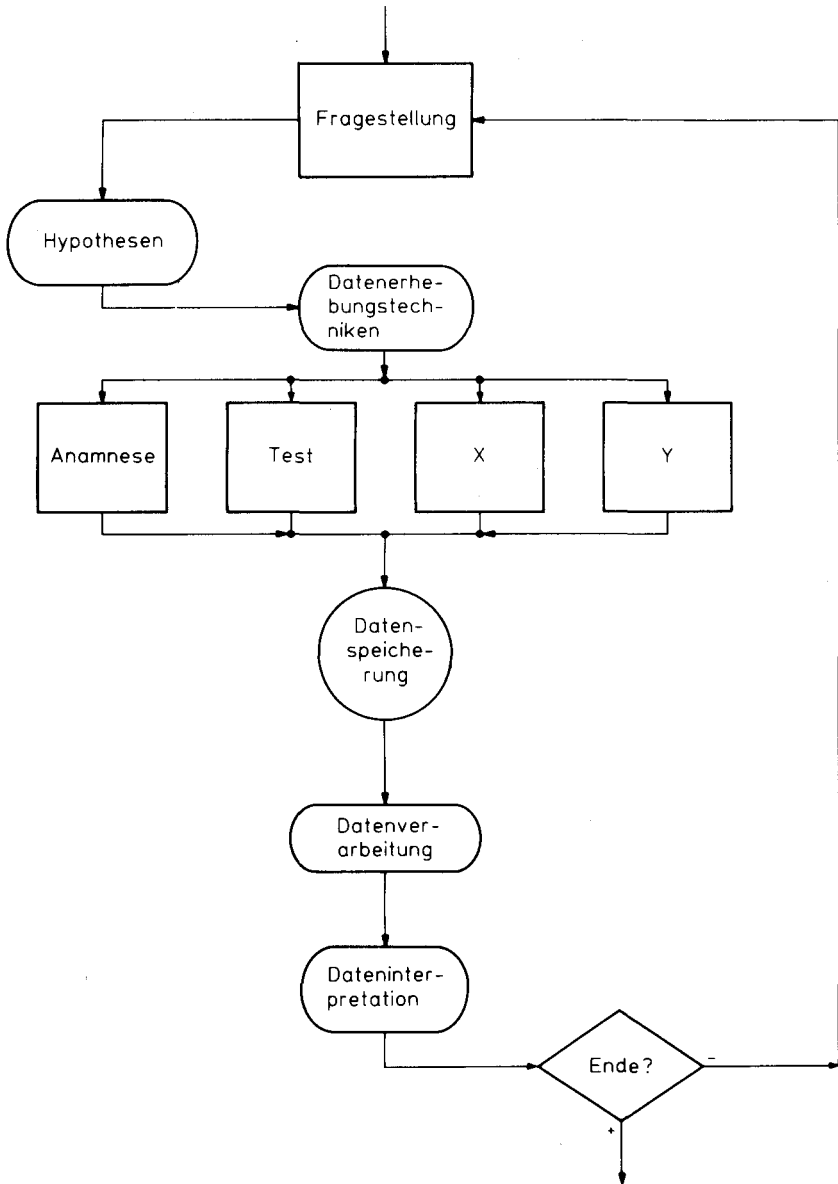 Fragestellung
Hypothesen
Datenerhe-
bungstech-
niken
Anamnese
Test
X
Y
Daten-
speiche-
rung
Datenver-
arbeitung
Dateninter-
pretation
Ende?
-
+